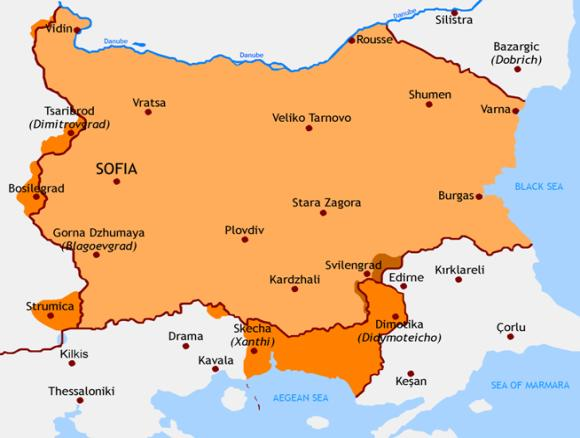 Silistra
Danube
Vidin
Danube
Danube
Rousse
Bazargic
(Dobrich)
Tsaribrod
(Dimitrovgrad)
Vratsa
Veliko Tarnovo
Shumen
Varna
SOFIA
Bosilegrad
BLACK SEA
Stara Zagora
Burgas
Gorna Dzhumaya
(Blagoevgrad)
Plovdiv
Svilengrad
Kardzhali
Edirne
Kırklareli
Strumica
Skecha
(Xanthi)
Dimotika
(Didymoteicho)
Drama
Çorlu
Kilkis
Kavala
Keşan
Thessaloniki
AEGEAN SEA
SEA OF MARMARA